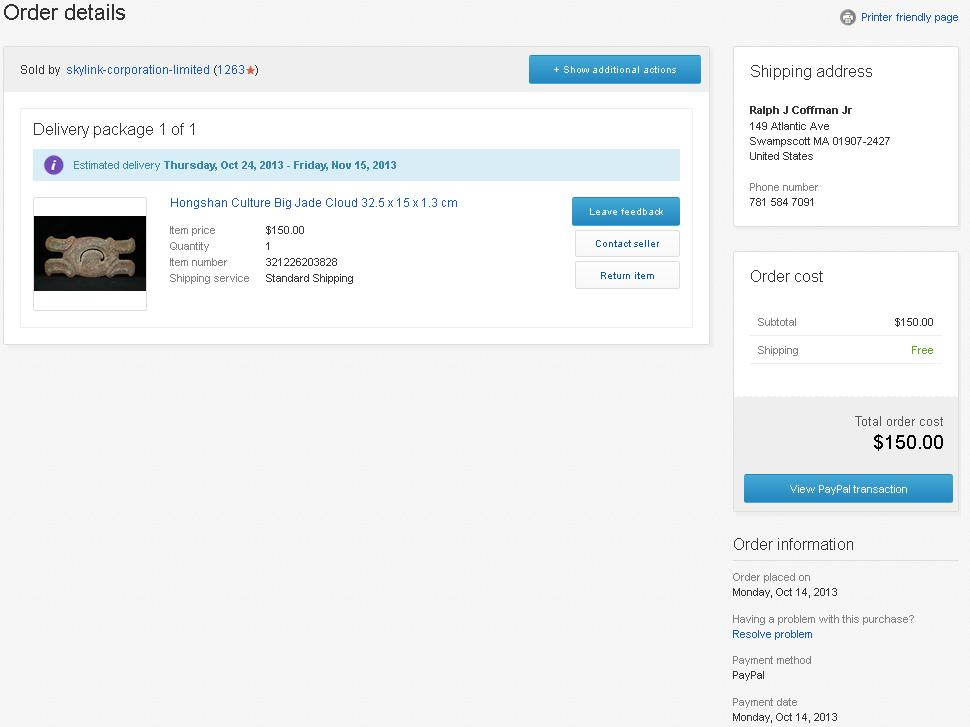 Order details
Printer friendly page
Sold by skylink-corporation-limited (1263★)
+ Show additional actions
Delivery package 1 of 1
i Estimated delivery Thursday, Oct 24, 2013 - Friday, Nov 15, 2013
Hongshan Culture Big Jade Cloud 32.5 x 15 x 1.3 cm
Item price $150.00
Quantity 1
Item number 321226203828
Shipping service Standard Shipping
Leave feedback
Contact seller
Return item
Shipping address
Ralph J Coffman Jr
149 Atlantic Ave
Swampscott MA 01907-2427
United States
Phone number
781 584 7091
Order cost
Subtotal $150.00
Shipping Free
Total order cost
$150.00
View PayPal transaction
Order information
Order placed on
Monday, Oct 14, 2013
Having a problem with this purchase?
Resolve problem
Payment method
PayPal
Payment date
Monday, Oct 14, 2013